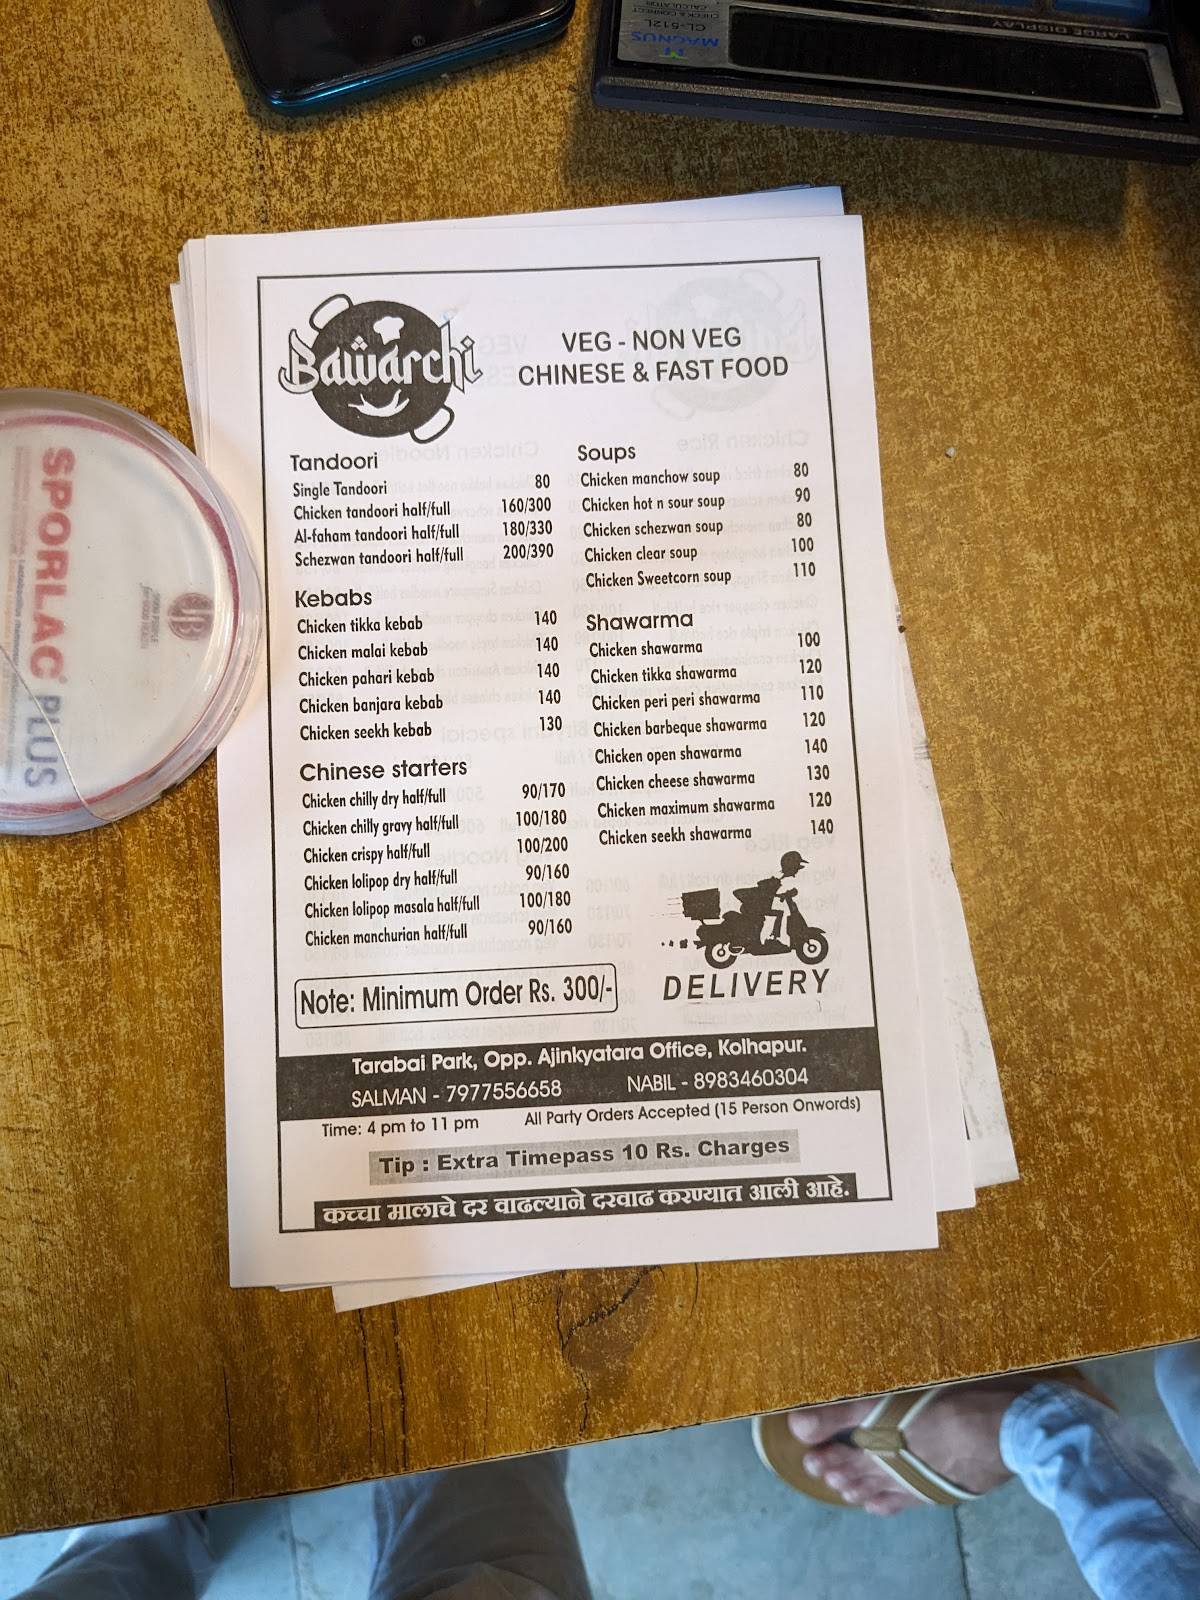 MAGNUS
CL-512L
CHECK & CORRECT
CALCULATOR
LARGE DISPLAY
SPORLAC PLUS
Bawarchi
VEG - NON VEG
CHINESE & FAST FOOD
Tandoori
Single Tandoori 80
Chicken tandoori half/full 160/300
Al-faham tandoori half/full 180/330
Schezwan tandoori half/full 200/390
Kebabs
Chicken tikka kebab 140
Chicken malai kebab 140
Chicken pahari kebab 140
Chicken banjara kebab 140
Chicken seekh kebab 130
Chinese starters
Chicken chilly dry half/full 90/170
Chicken chilly gravy half/full 100/180
Chicken crispy half/full 100/200
Chicken lolipop dry half/full 90/160
Chicken lolipop masala half/full 100/180
Chicken manchurian half/full 90/160
Soups
Chicken manchow soup 80
Chicken hot n sour soup 90
Chicken schezwan soup 80
Chicken clear soup 100
Chicken Sweetcorn soup 110
Shawarma
Chicken shawarma 100
Chicken tikka shawarma 120
Chicken peri peri shawarma 110
Chicken barbeque shawarma 120
Chicken open shawarma 140
Chicken cheese shawarma 130
Chicken maximum shawarma 120
Chicken seekh shawarma 140
DELIVERY
Note: Minimum Order Rs. 300/-
Tarabai Park, Opp. Ajinkyatara Office, Kolhapur.
SALMAN - 7977556658 NABIL - 8983460304
Time: 4 pm to 11 pm All Party Orders Accepted (15 Person Onwords)
Tip : Extra Timepass 10 Rs. Charges
कच्चा मालाचे दर वाढल्याने दरवाढ करण्यात आली आहे.